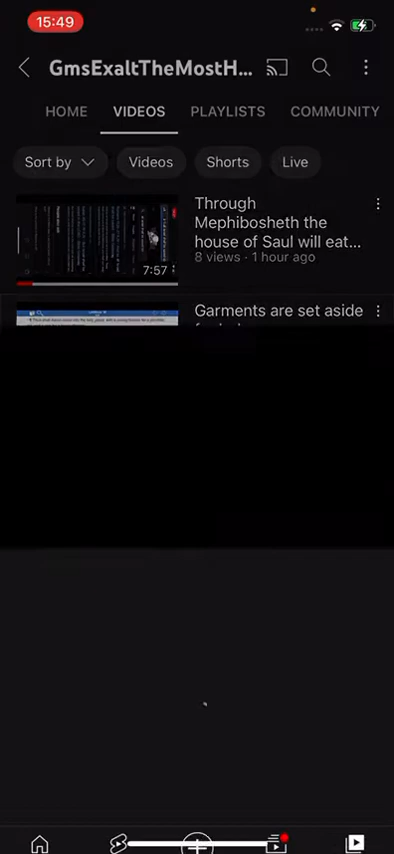 15:49
GmsExaltTheMostH...
HOME VIDEOS PLAYLISTS COMMUNITY
Sort by Videos Shorts Live
Through
Mephibosheth the
house of Saul will eat...
8 views · 1 hour ago
7:57
Garments are set aside